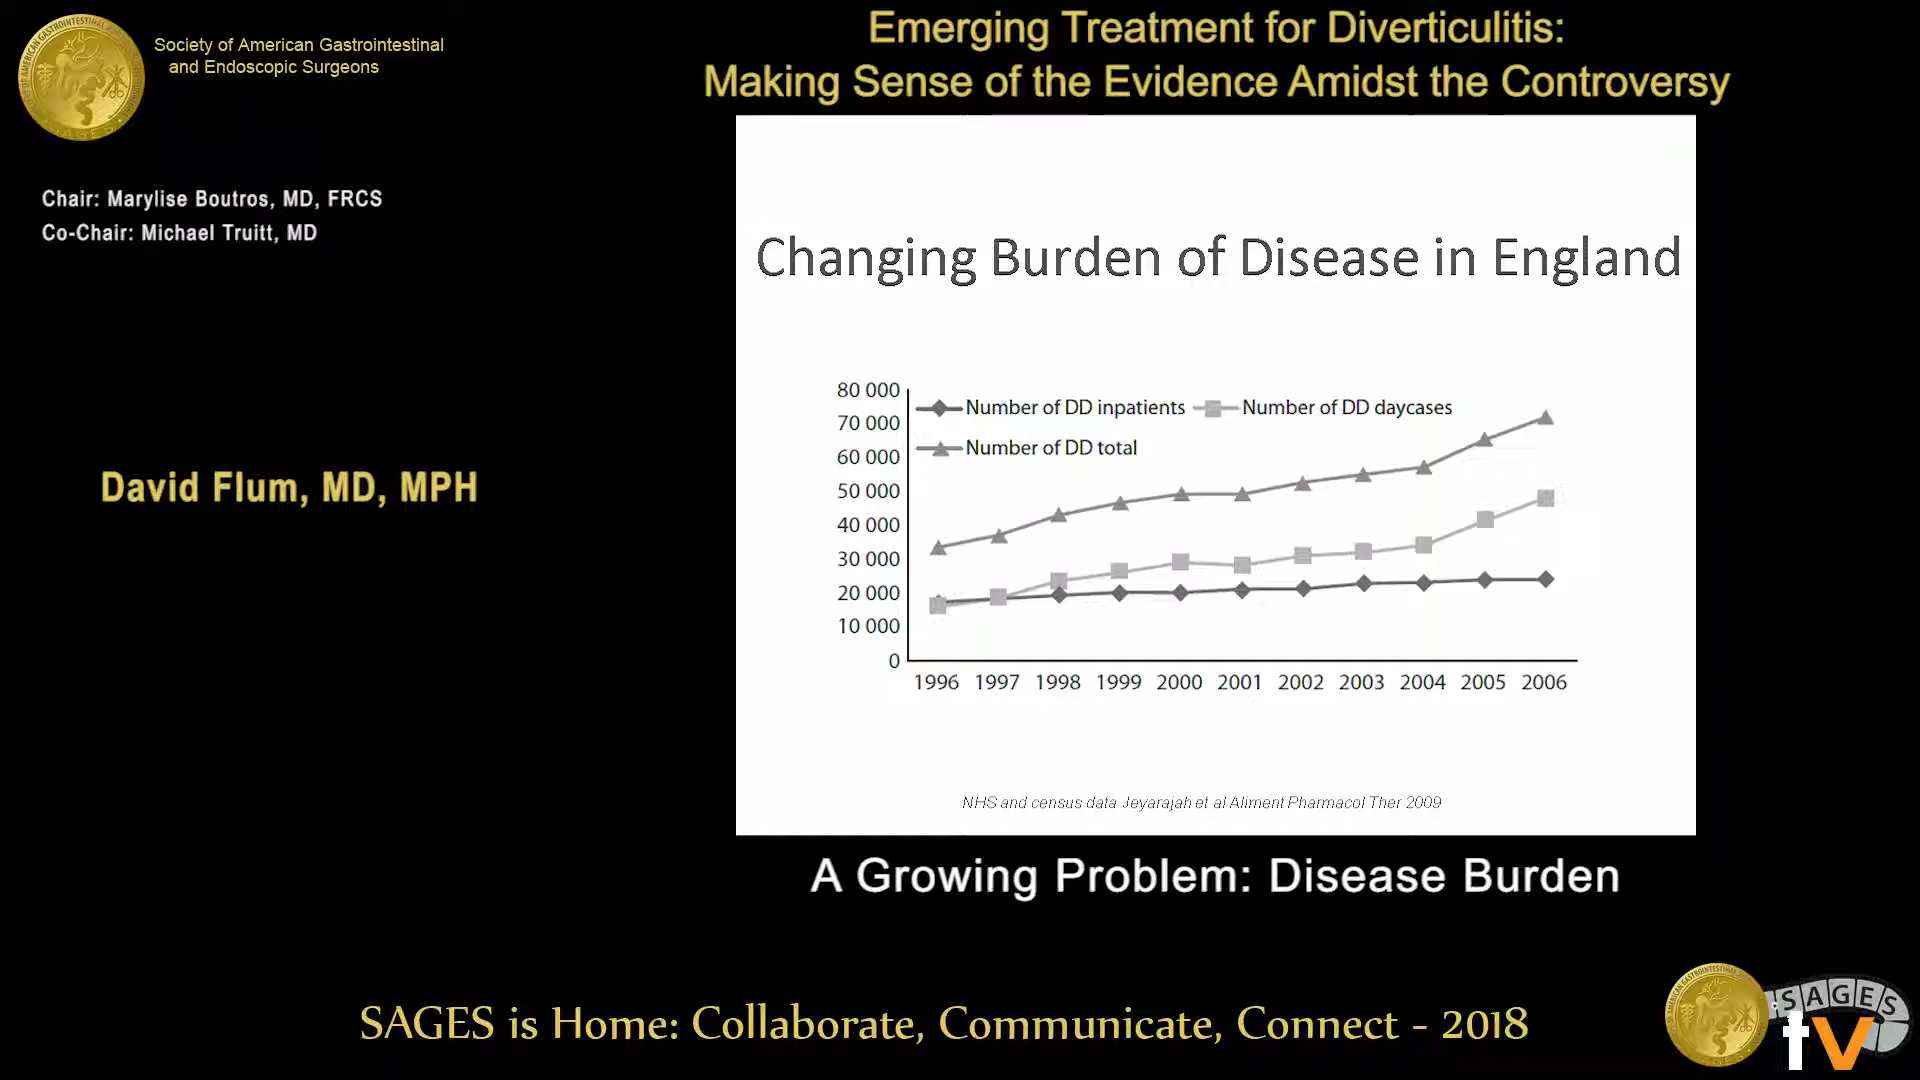 Society of American Gastrointestinal
and Endoscopic Surgeons
Emerging Treatment for Diverticulitis:
Making Sense of the Evidence Amidst the Controversy
Chair: Marylise Boutros, MD, FRCS
Co-Chair: Michael Truitt, MD
David Flum, MD, MPH
Changing Burden of Disease in England
80 000
70 000
60 000
50 000
40 000
30 000
20 000
10 000
0
Number of DD inpatients
Number of DD daycases
Number of DD total
1996 1997 1998 1999 2000 2001 2002 2003 2004 2005 2006
NHS and census data Jeyarajah et al Aliment Pharmacol Ther 2009
A Growing Problem: Disease Burden
SAGES is Home: Collaborate, Communicate, Connect - 2018
SAGES
tv